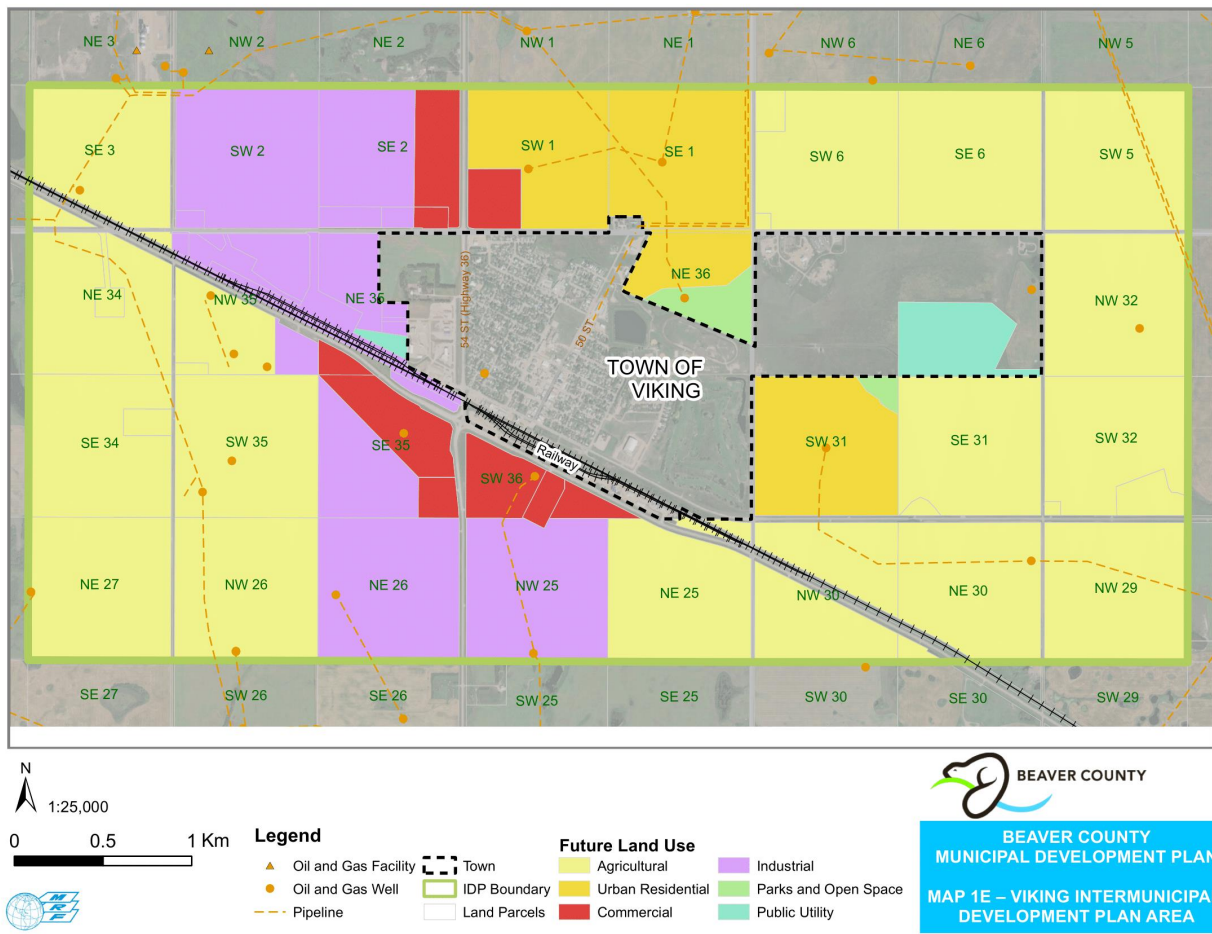 NE 3
NW 2
NE 2
NW 1
NE 1
NW 6
NE 6
NW 5
SE 3
SW 2
SE 2
SW 1
SE 1
SW 6
SE 6
SW 5
NE 34
NW 35
NE 35
54 ST (Highway 36)
50 ST
NE 36
NW 32
TOWN OF
VIKING
SE 34
SW 35
SE 35
SW 36
Railway
SW 31
SE 31
SW 32
NE 27
NW 26
NE 26
NW 25
NE 25
NW 30
NE 30
NW 29
SE 27
SW 26
SE 26
SW 25
SE 25
SW 30
SE 30
SW 29
N
1:25,000
0 0.5 1 Km
MRF
Legend
Oil and Gas Facility
Oil and Gas Well
Pipeline
Town
IDP Boundary
Land Parcels
Future Land Use
Agricultural
Urban Residential
Commercial
Industrial
Parks and Open Space
Public Utility
BEAVER COUNTY
BEAVER COUNTY
MUNICIPAL DEVELOPMENT PLAN
MAP 1E – VIKING INTERMUNICIPA
DEVELOPMENT PLAN AREA